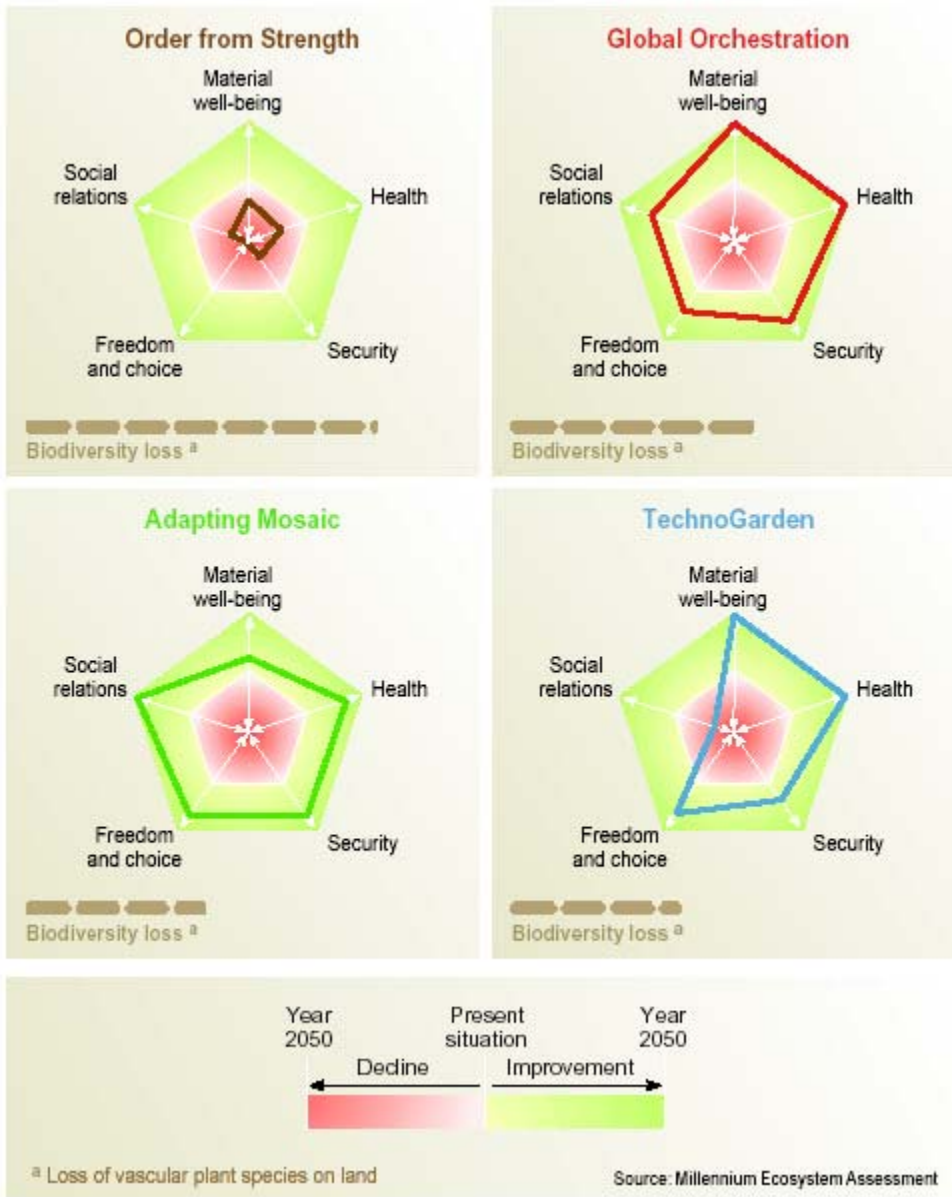 Order from Strength
Material
well-being
Social
relations
Health
Freedom
and choice
Security
Biodiversity loss ª
Global Orchestration
Material
well-being
Social
relations
Health
Freedom
and choice
Security
Biodiversity loss ª
Adapting Mosaic
Material
well-being
Social
relations
Health
Freedom
and choice
Security
Biodiversity loss ª
TechnoGarden
Material
well-being
Social
relations
Health
Freedom
and choice
Security
Biodiversity loss ª
Year
2050
Present
situation
Year
2050
Decline
Improvement
ª Loss of vascular plant species on land
Source: Millennium Ecosystem Assessment